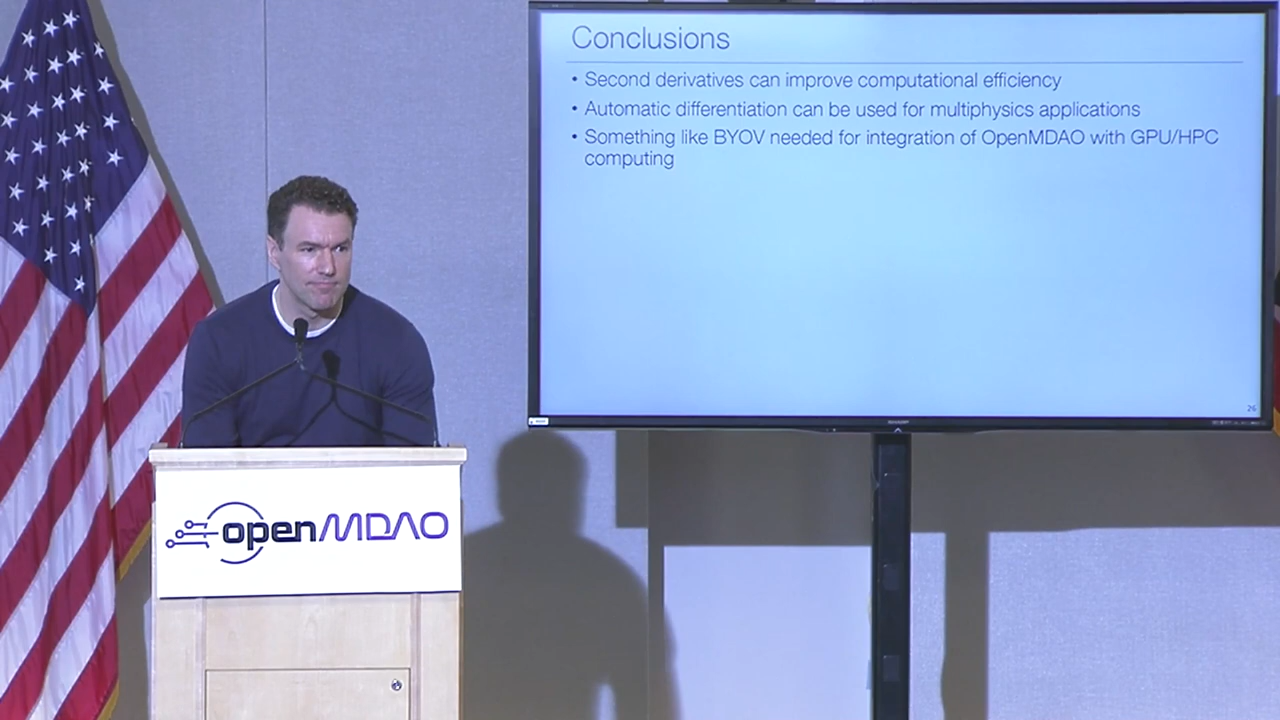 Conclusions
• Second derivatives can improve computational efficiency
• Automatic differentiation can be used for multiphysics applications
• Something like BYOV needed for integration of OpenMDAO with GPU/HPC
computing
26
openMDAO